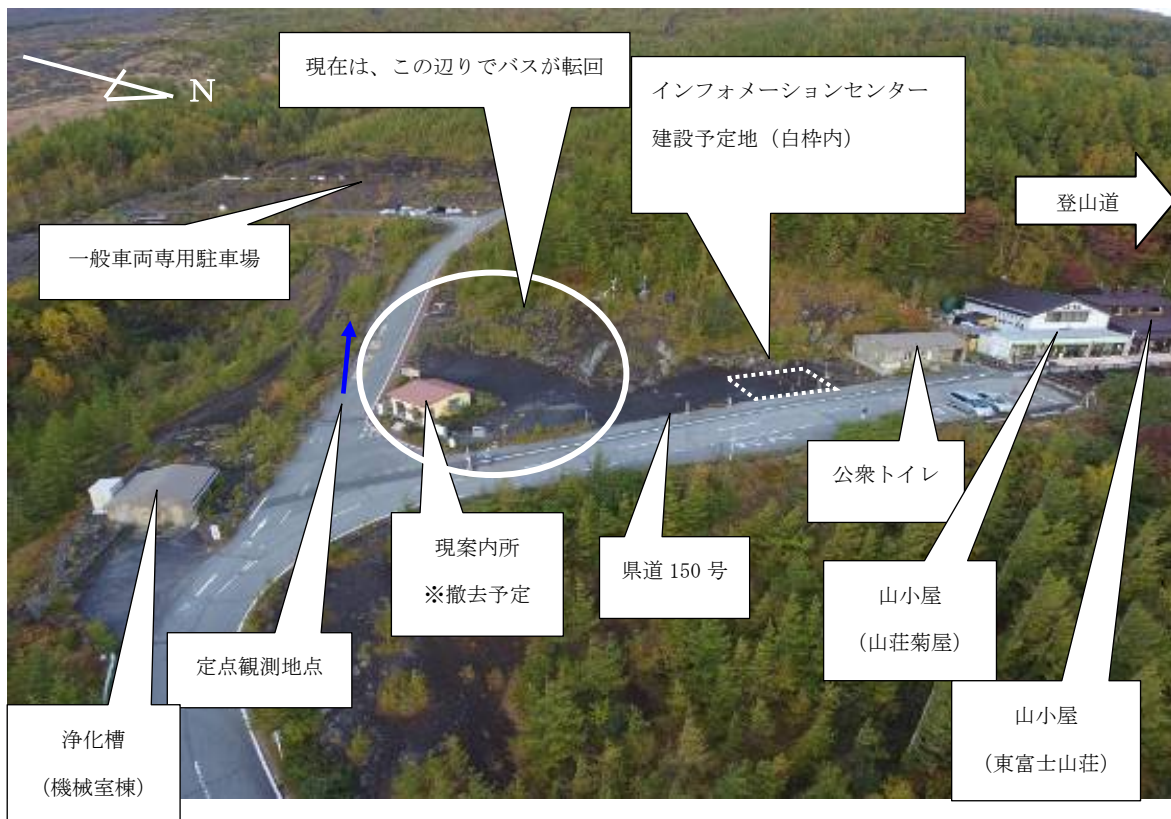 現在は、この辺りでバスが転回
インフォメーションセンター
建設予定地（白枠内）
N
登山道
一般車両専用駐車場
公衆トイレ
現案内所
※撤去予定
県道 150 号
山小屋
（山荘菊屋）
定点観測地点
山小屋
（東富士山荘）
浄化槽
（機械室棟）